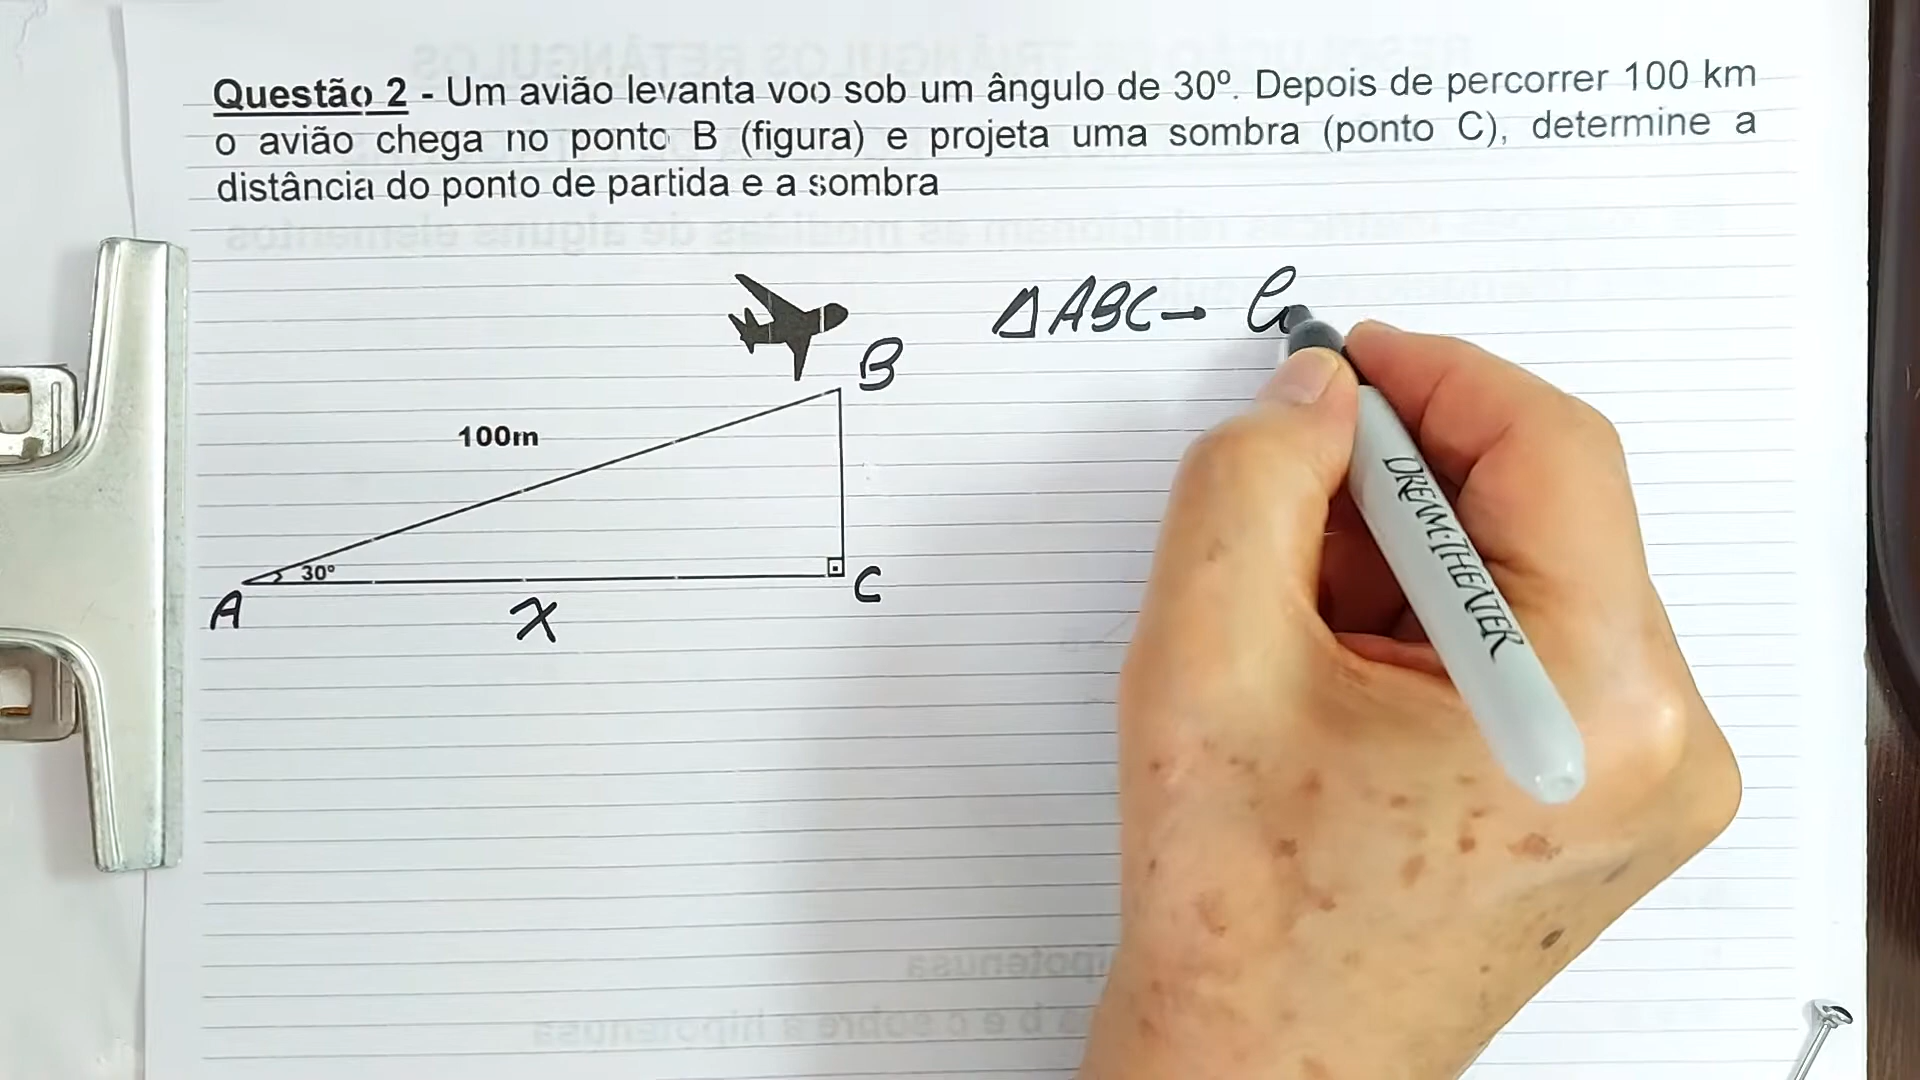 Questão 2 - Um avião levanta voo sob um ângulo de 30º. Depois de percorrer 100 km
o avião chega no ponto B (figura) e projeta uma sombra (ponto C), determine a
distância do ponto de partida e a sombra
ΔABC→
B
100m
30º
A
x
C
DREAM THEATER